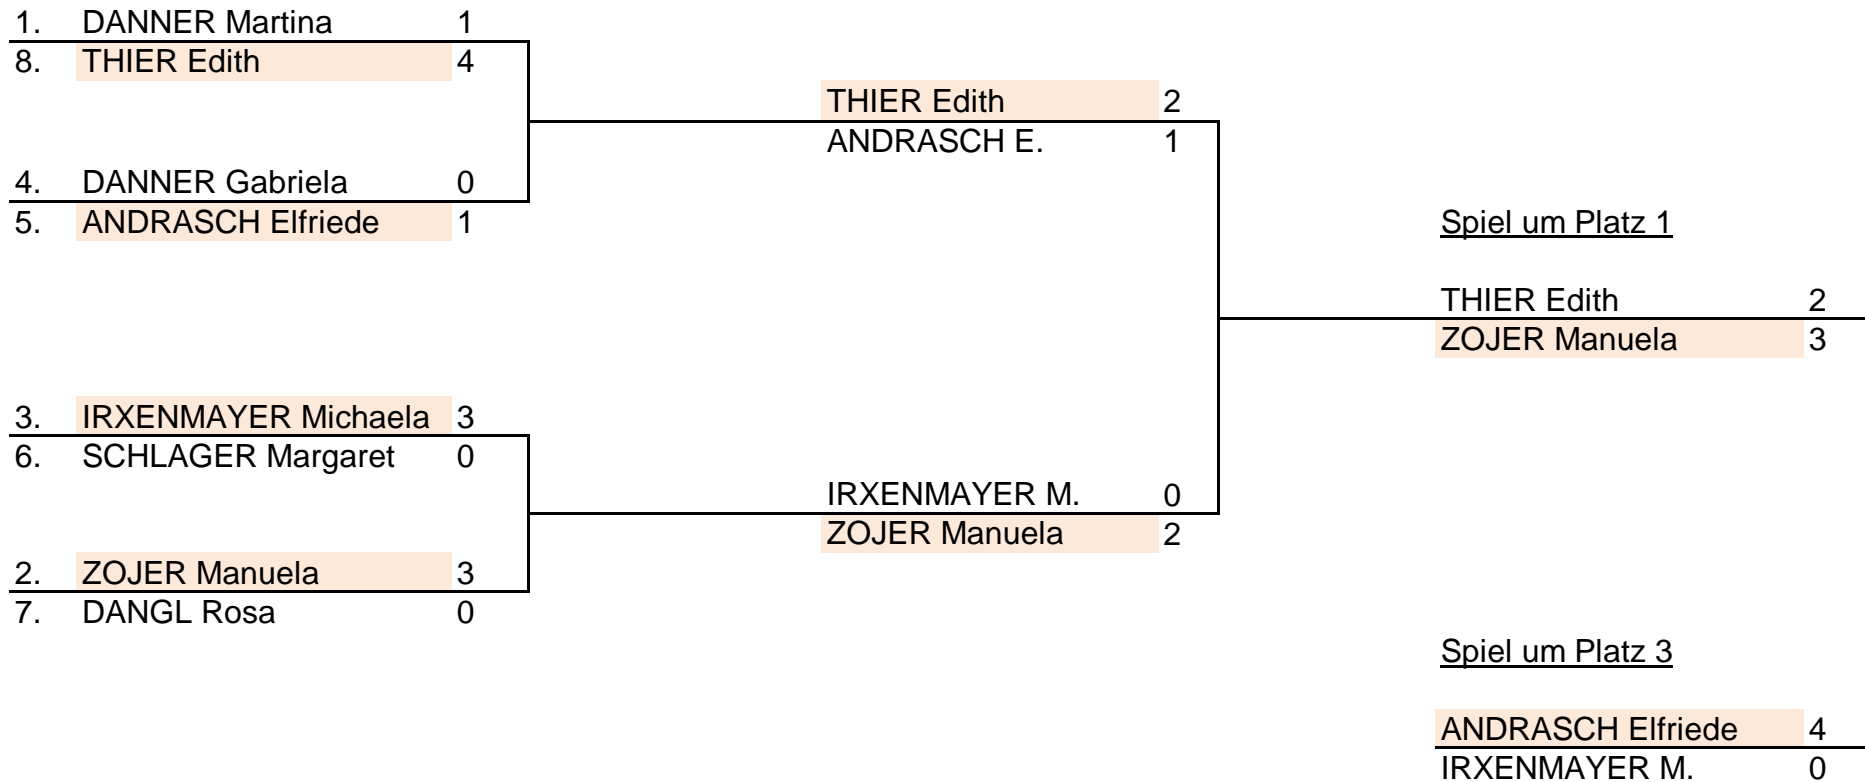 1. DANNER Martina 1
8. THIER Edith 4
THIER Edith 2
ANDRASCH E. 1
4. DANNER Gabriela 0
5. ANDRASCH Elfriede 1
Spiel um Platz 1
THIER Edith 2
ZOJER Manuela 3
3. IRXENMAYER Michaela 3
6. SCHLAGER Margaret 0
IRXENMAYER M. 0
ZOJER Manuela 2
2. ZOJER Manuela 3
7. DANGL Rosa 0
Spiel um Platz 3
ANDRASCH Elfriede 4
IRXENMAYER M. 0